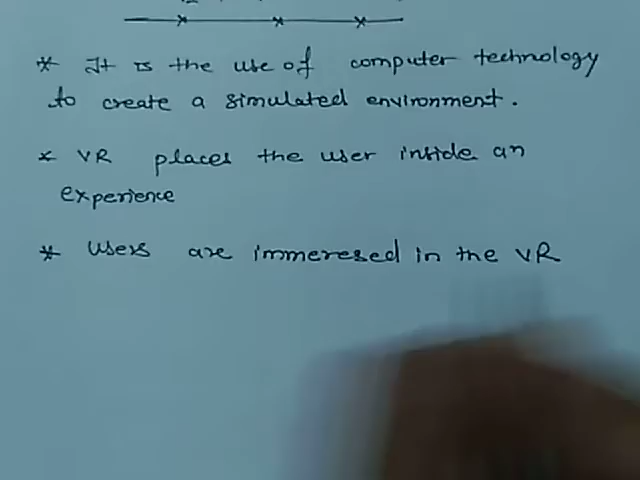 * It is the use of computer technology
to create a simulated environment.
* VR places the user inside an
experience
* Users are immeresed in the VR